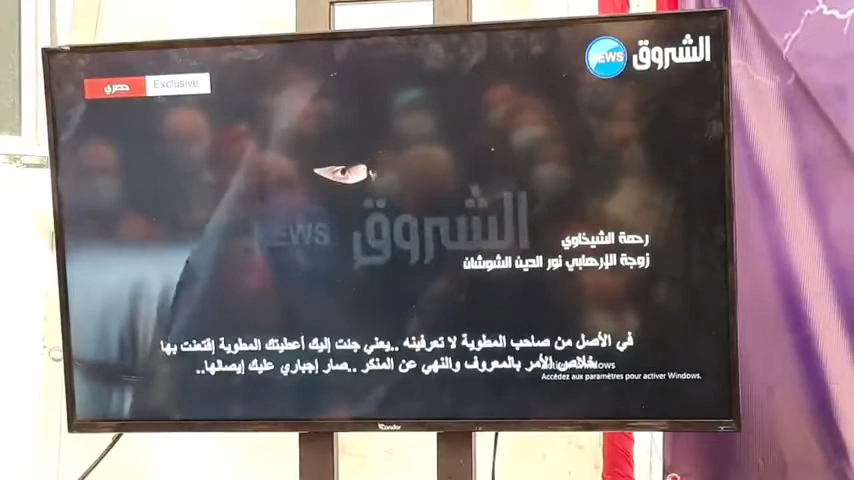 الشروق
NEWS
حصري
Exclusive
الشروق
NEWS
رحمة الشيخاوي
زوجة الإرهابي نور الدين الشوشان
في الأصل من صاحب المطوية لا تعرفينه ..يعني جئت إليك أعطيتك المطوية إقتنعت بها
خلاص الأمر بالمعروف والنهي عن المنكر ..صار إجباري عليك إيصالها..
Windows
Accédez aux paramètres pour activer Windows.
Condor